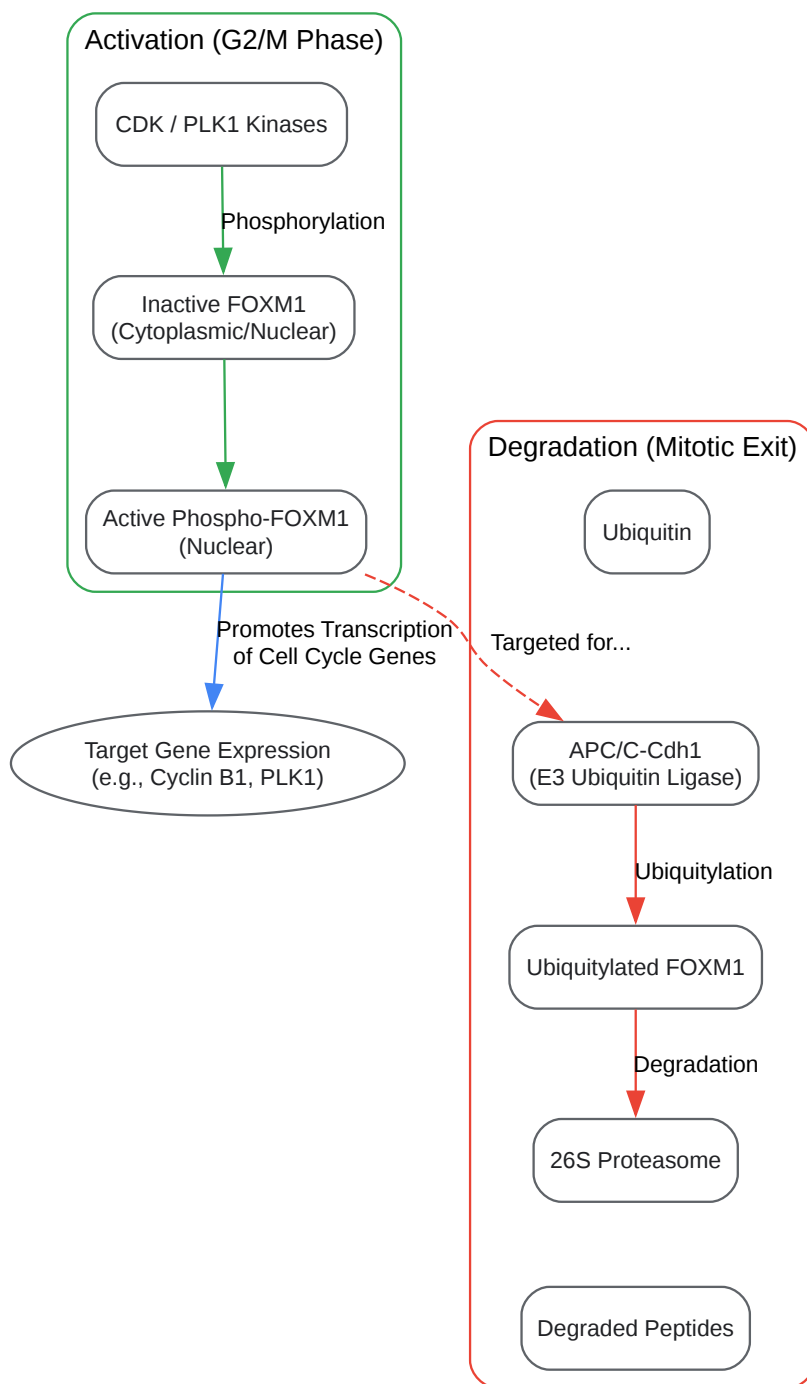 Activation (G2/M Phase)
CDK / PLK1 Kinases
Phosphorylation
Inactive FOXM1
(Cytoplasmic/Nuclear)
Active Phospho-FOXM1
(Nuclear)
Promotes Transcription
of Cell Cycle Genes
Target Gene Expression
(e.g., Cyclin B1, PLK1)
Degradation (Mitotic Exit)
Ubiquitin
Targeted for...
APC/C-Cdh1
(E3 Ubiquitin Ligase)
Ubiquitylation
Ubiquitylated FOXM1
Degradation
26S Proteasome
Degraded Peptides